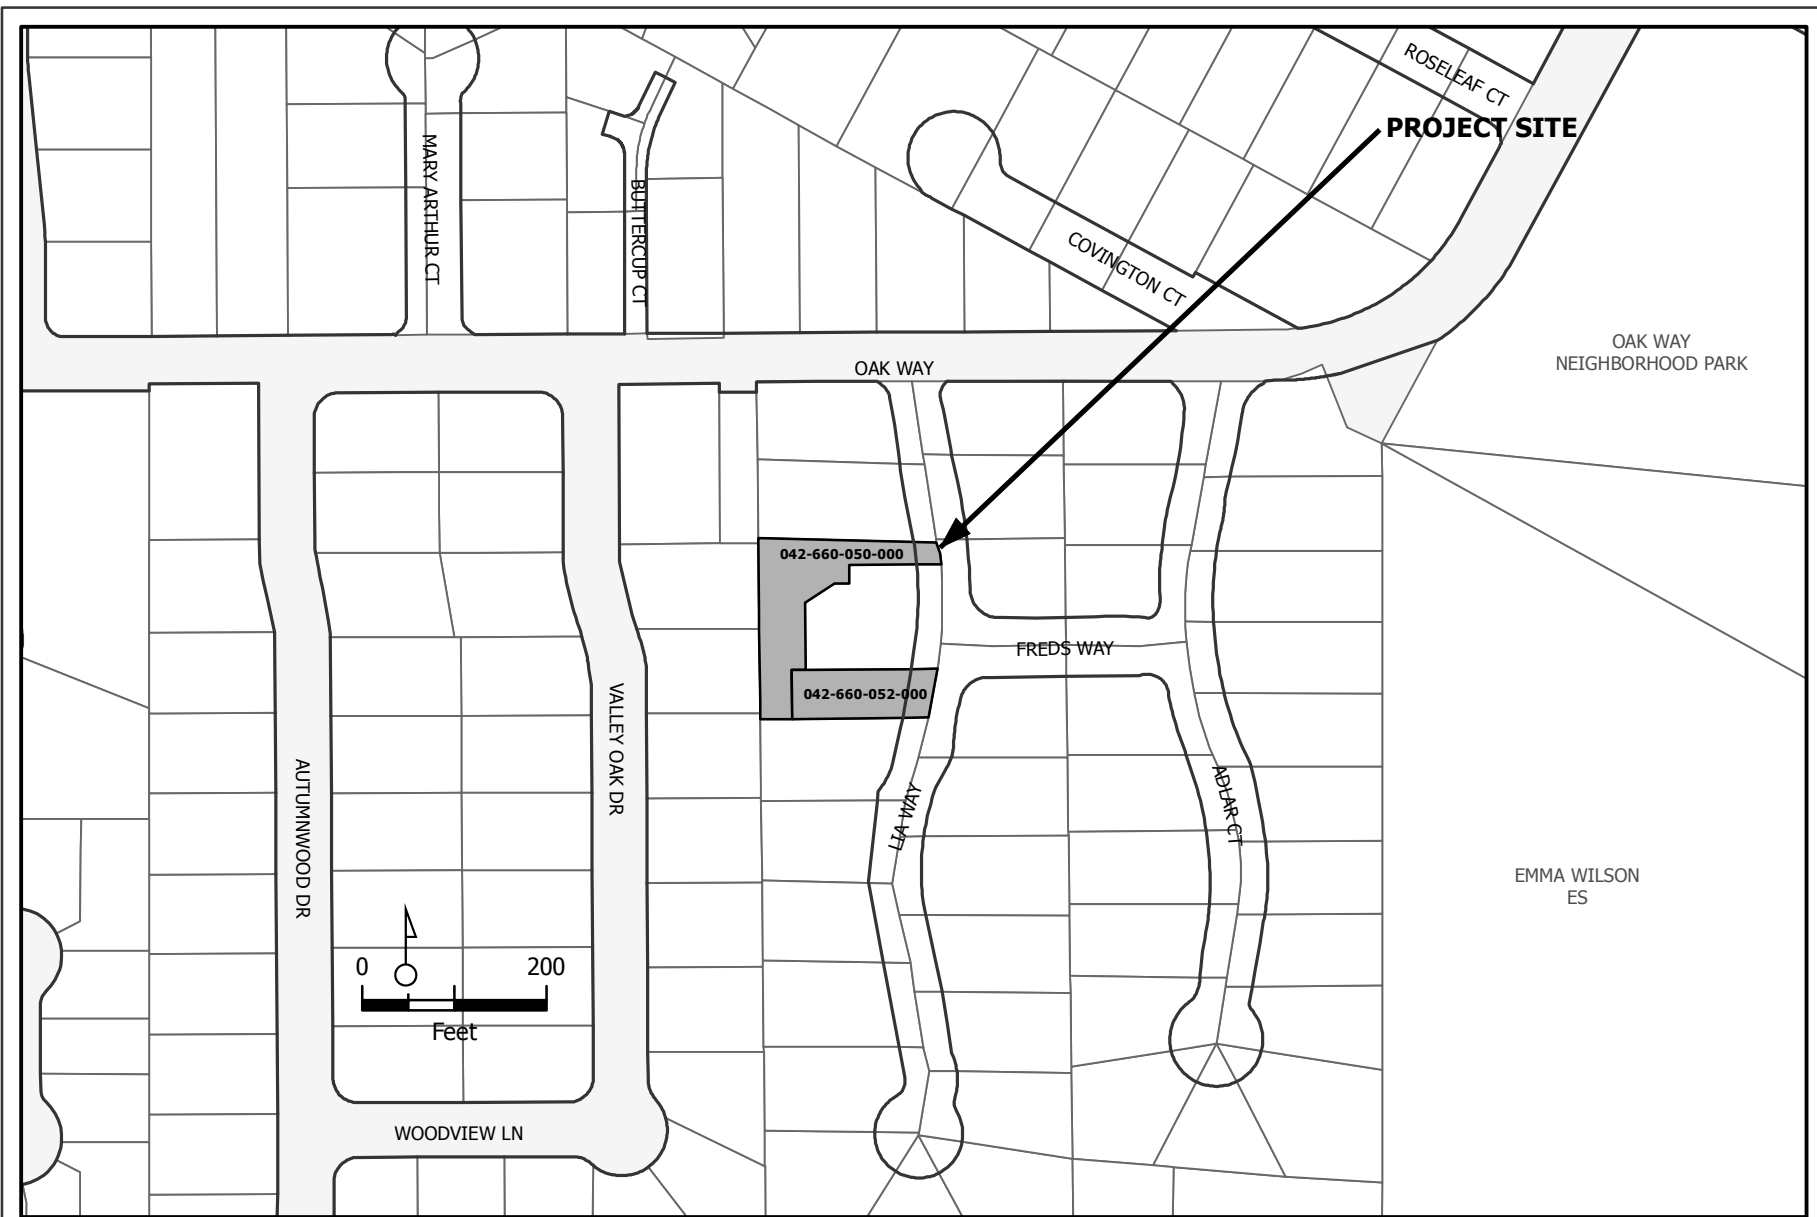 ROSELEAF CT
PROJECT SITE
MARY ARTHUR CT
BUTTERCUP CT
COVINGTON CT
OAK WAY
NEIGHBORHOOD PARK
OAK WAY
042-660-050-000
FREDS WAY
042-660-052-000
VALLEY OAK DR
AUTUMNWOOD DR
LIA WAY
ADLAR CT
EMMA WILSON
ES
0 200
Feet
WOODVIEW LN